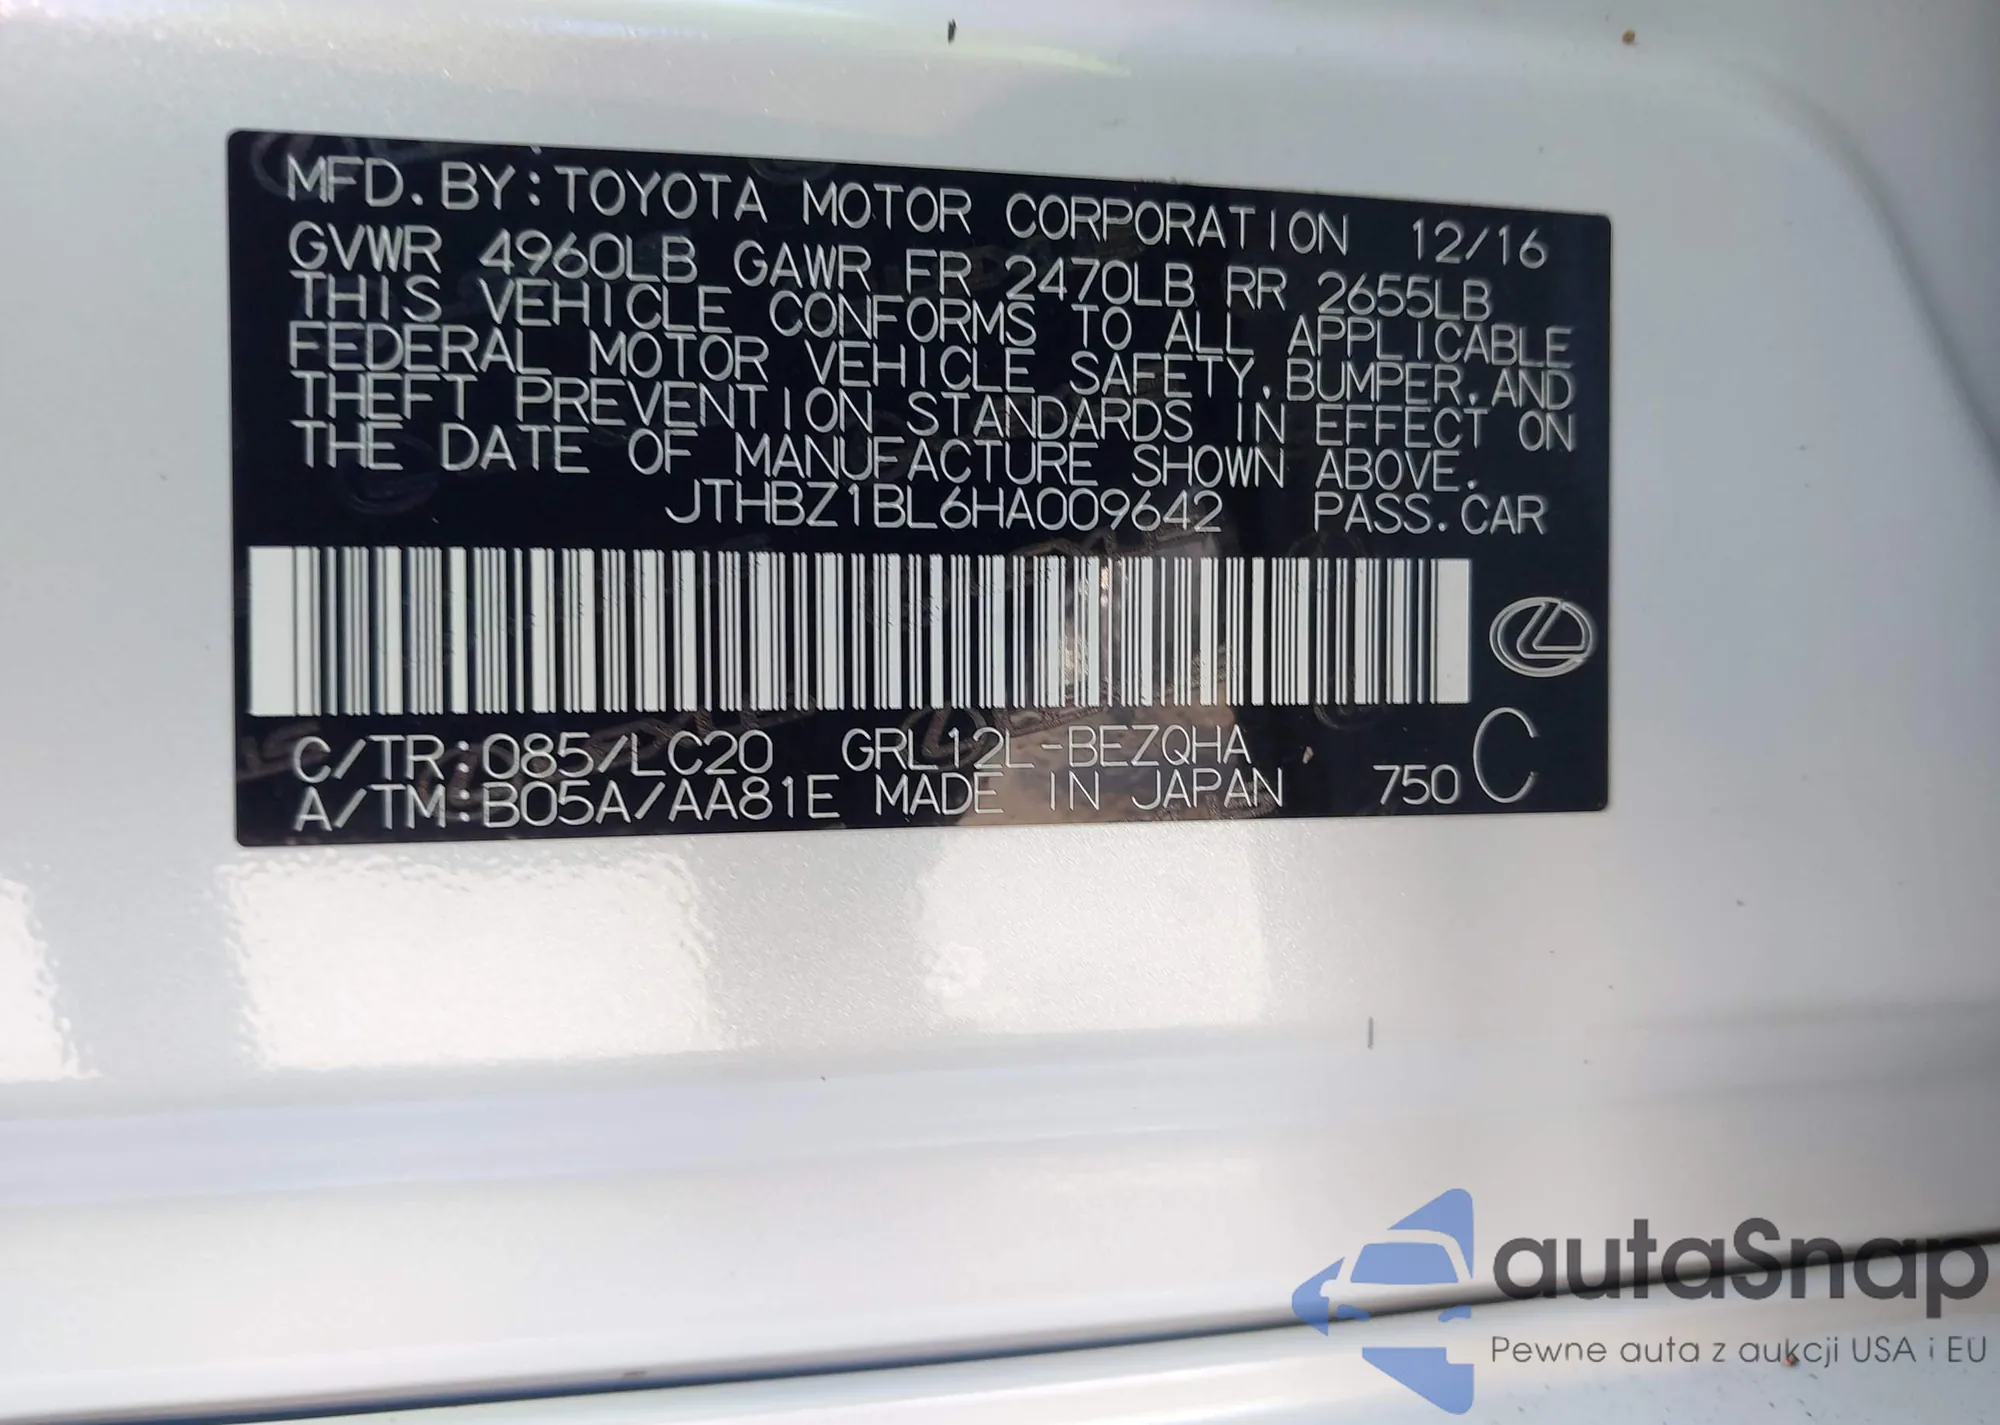 MFD.BY:TOYOTA MOTOR CORPORATION 12/16
GVWR 4960LB GAWR FR 2470LB RR 2655LB
THIS VEHICLE CONFORMS TO ALL APPLICABLE
FEDERAL MOTOR VEHICLE SAFETY,BUMPER,AND
THEFT PREVENTION STANDARDS IN EFFECT ON
THE DATE OF MANUFACTURE SHOWN ABOVE.
JTHBZ1BL6HA009642 PASS.CAR
C/TR:085/LC20 GRL12L-BEZQHA
A/TM:B05A/AA81E MADE IN JAPAN 750 C
autaSnap
Pewne auta z aukcji USA i EU